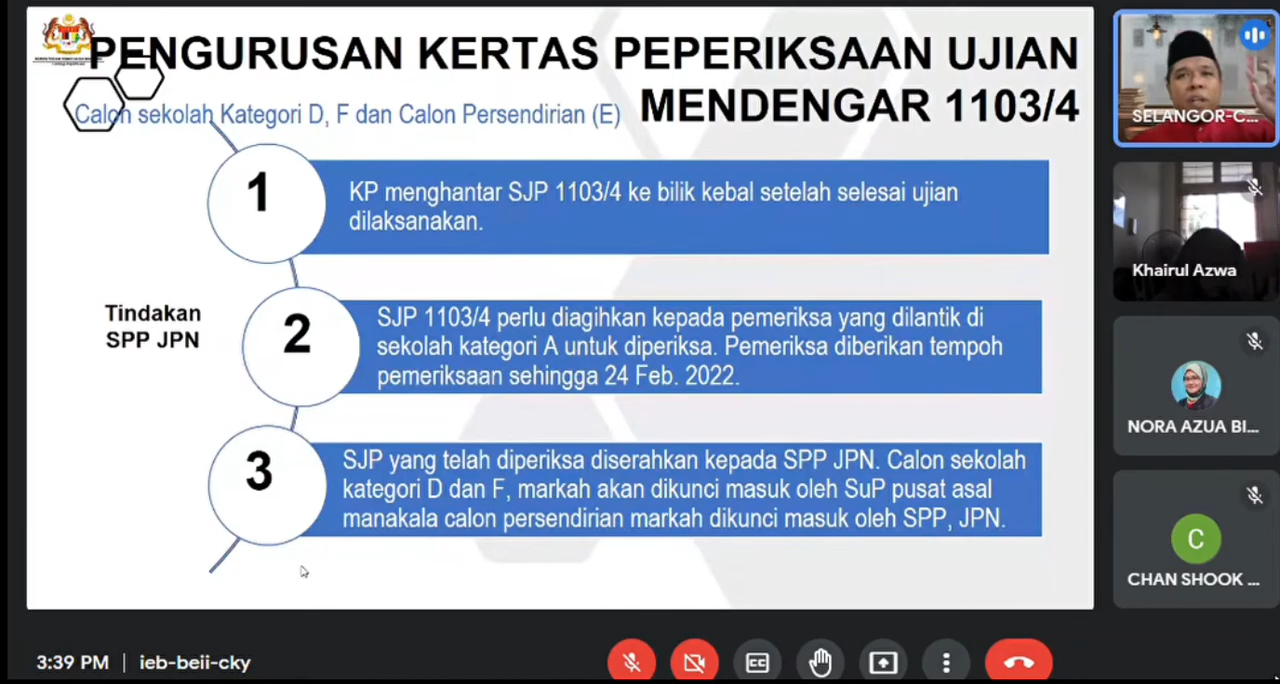 PENGURUSAN KERTAS PEPERIKSAAN UJIAN
MENDENGAR 1103/4
Calon sekolah Kategori D, F dan Calon Persendirian (E)
1
KP menghantar SJP 1103/4 ke bilik kebal setelah selesai ujian
dilaksanakan.
Tindakan
SPP JPN
2
SJP 1103/4 perlu diagihkan kepada pemeriksa yang dilantik di
sekolah kategori A untuk diperiksa. Pemeriksa diberikan tempoh
pemeriksaan sehingga 24 Feb. 2022.
3
SJP yang telah diperiksa diserahkan kepada SPP JPN. Calon sekolah
kategori D dan F, markah akan dikunci masuk oleh SuP pusat asal
manakala calon persendirian markah dikunci masuk oleh SPP, JPN.
SELANGOR-C...
Khairul Azwa
NORA AZUA BI...
C
CHAN SHOOK ...
3:39 PM | ieb-beii-cky
CC